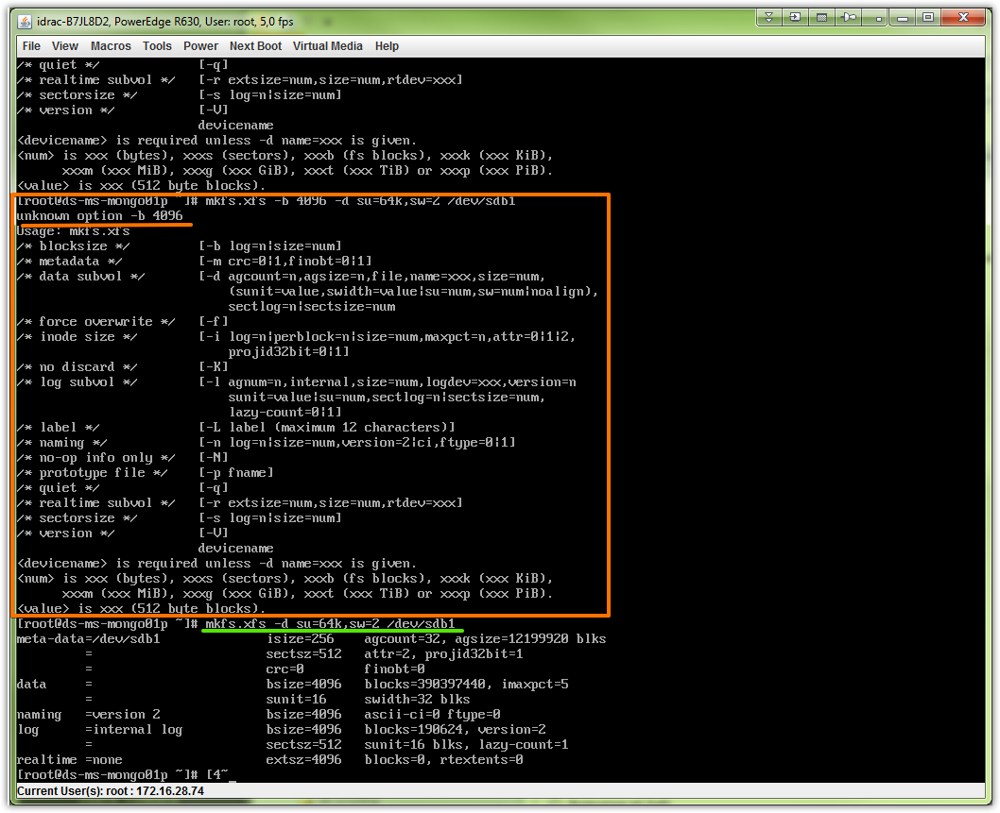 idrac-B7JL8D2, PowerEdge R630, User: root, 5,0 fps
File View Macros Tools Power Next Boot Virtual Media Help
/* quiet */ [-q]
/* realtime subvol */ [-r extsize=num,size=num,rtdev=xxx]
/* sectorsize */ [-s log=n|size=num]
/* version */ [-V]
devicename
<devicename> is required unless -d name=xxx is given.
<num> is xxx (bytes), xxxs (sectors), xxxb (fs blocks), xxxk (xxx KiB),
xxxm (xxx MiB), xxxg (xxx GiB), xxxt (xxx TiB) or xxxp (xxx PiB).
<value> is xxx (512 byte blocks).
[root@ds-ms-mongo01p ~]# mkfs.xfs -b 4096 -d su=64k,sw=2 /dev/sdb1
unknown option -b 4096
Usage: mkfs.xfs
/* blocksize */ [-b log=n|size=num]
/* metadata */ [-m crc=0|1,finobt=0|1]
/* data subvol */ [-d agcount=n,agsize=n,file,name=xxx,size=num,
(sunit=value,swidth=value|su=num,sw=num|noalign),
sectlog=n|sectsize=num
/* force overwrite */ [-f]
/* inode size */ [-i log=n|perblock=n|size=num,maxpct=n,attr=0|1|2,
projid32bit=0|1]
/* no discard */ [-K]
/* log subvol */ [-l agnum=n,internal,size=num,logdev=xxx,version=n
sunit=value|su=num,sectlog=n|sectsize=num,
lazy-count=0|1]
/* label */ [-L label (maximum 12 characters)]
/* naming */ [-n log=n|size=num,version=2|ci,ftype=0|1]
/* no-op info only */ [-N]
/* prototype file */ [-p fname]
/* quiet */ [-q]
/* realtime subvol */ [-r extsize=num,size=num,rtdev=xxx]
/* sectorsize */ [-s log=n|size=num]
/* version */ [-V]
devicename
<devicename> is required unless -d name=xxx is given.
<num> is xxx (bytes), xxxs (sectors), xxxb (fs blocks), xxxk (xxx KiB),
xxxm (xxx MiB), xxxg (xxx GiB), xxxt (xxx TiB) or xxxp (xxx PiB).
<value> is xxx (512 byte blocks).
[root@ds-ms-mongo01p ~]# mkfs.xfs -d su=64k,sw=2 /dev/sdb1
meta-data=/dev/sdb1 isize=256 agcount=32, agsize=12199920 blks
= sectsz=512 attr=2, projid32bit=1
= crc=0 finobt=0
data = bsize=4096 blocks=390397440, imaxpct=5
= sunit=16 swidth=32 blks
naming =version 2 bsize=4096 ascii-ci=0 ftype=0
log =internal log bsize=4096 blocks=190624, version=2
= sectsz=512 sunit=16 blks, lazy-count=1
realtime =none extsz=4096 blocks=0, rtextents=0
[root@ds-ms-mongo01p ~]# [4~_
Current User(s): root : 172.16.28.74